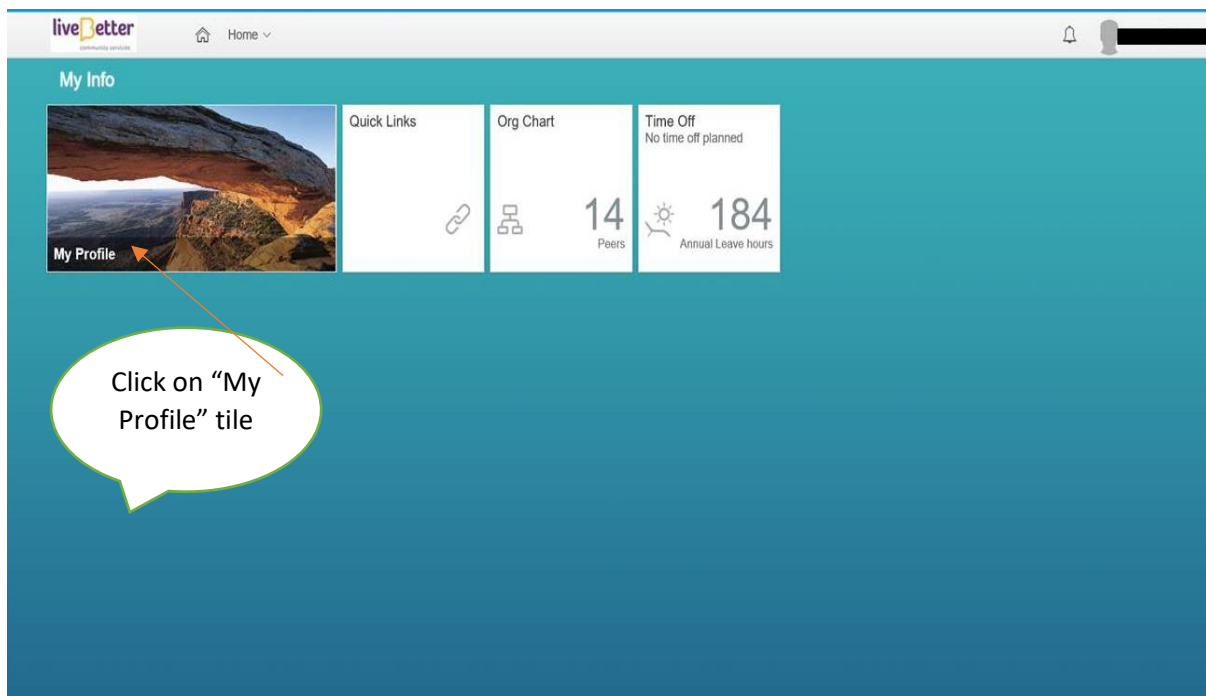 liveBetter
community services
Home
My Info
My Profile
Quick Links
Org Chart
14
Peers
Time Off
No time off planned
184
Annual Leave hours
Click on “My
Profile” tile